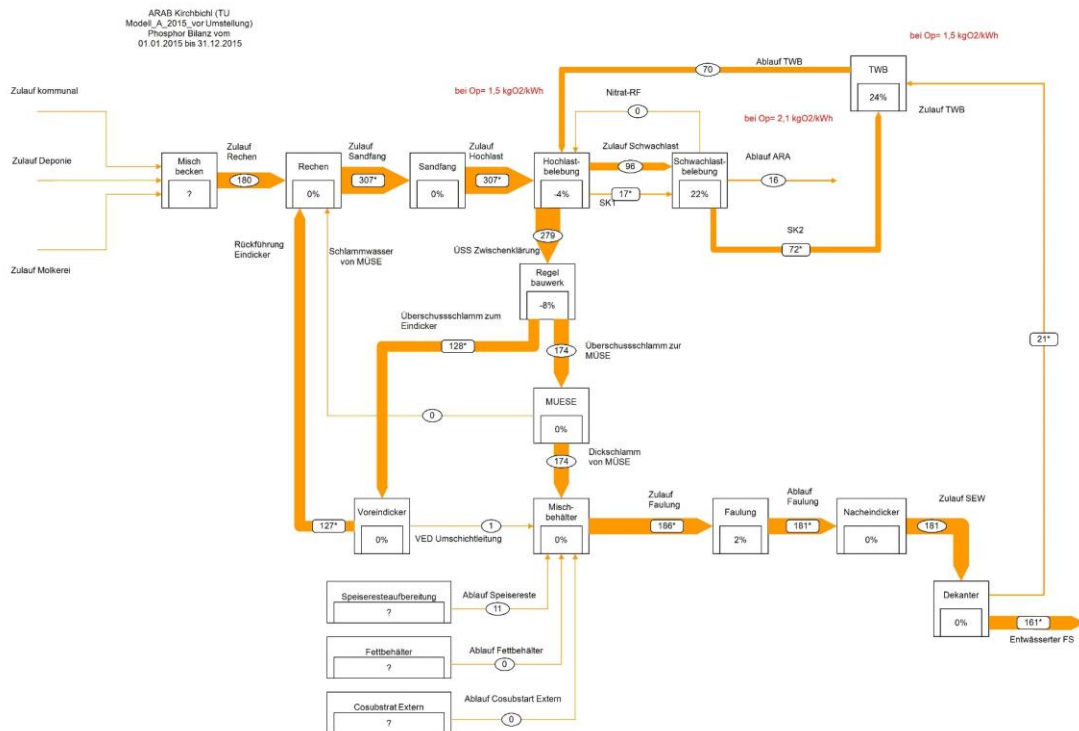 ARAB Kirchbichl (TU
Modell_A_2015_vor Umstellung)
Phosphor Bilanz vom
01.01.2015 bis 31.12.2015
bei Op= 1,5 kgO2/kWh
Ablauf TWB
70
TWB
24%
Zulauf TWB
bei Op= 1,5 kgO2/kWh
Nitrat-RF
0
bei Op= 2,1 kgO2/kWh
Zulauf kommunal
Zulauf Deponie
Zulauf Molkerei
Misch
becken
?
Zulauf
Rechen
180
Rechen
0%
Zulauf
Sandfang
307*
Sandfang
0%
Zulauf
Hochlast
307*
Hochlast-
belebung
-4%
Zulauf Schwachlast
96
17*
SK1
Schwachlast-
belebung
22%
Ablauf ARA
16
SK2
72*
279
ÜSS Zwischenklärung
Rückführung
Eindicker
Schlammwasser
von MÜSE
Regel
bauwerk
-8%
Überschussschlamm zum
Eindicker
128*
174
Überschussschlamm zur
MÜSE
21*
MUESE
0%
0
174
Dickschlamm
von MÜSE
127*
Voreindicker
0%
1
VED Umschichtleitung
Misch-
behälter
0%
Zulauf
Faulung
186*
Faulung
2%
Ablauf
Faulung
181*
Nacheindicker
0%
Zulauf SEW
181
Speiseresteaufbereitung
?
Ablauf Speisereste
11
Dekanter
0%
161*
Entwässerter FS
Fettbehälter
?
Ablauf Fettbehälter
0
Cosubstrat Extern
?
Ablauf Cosubstart Extern
0